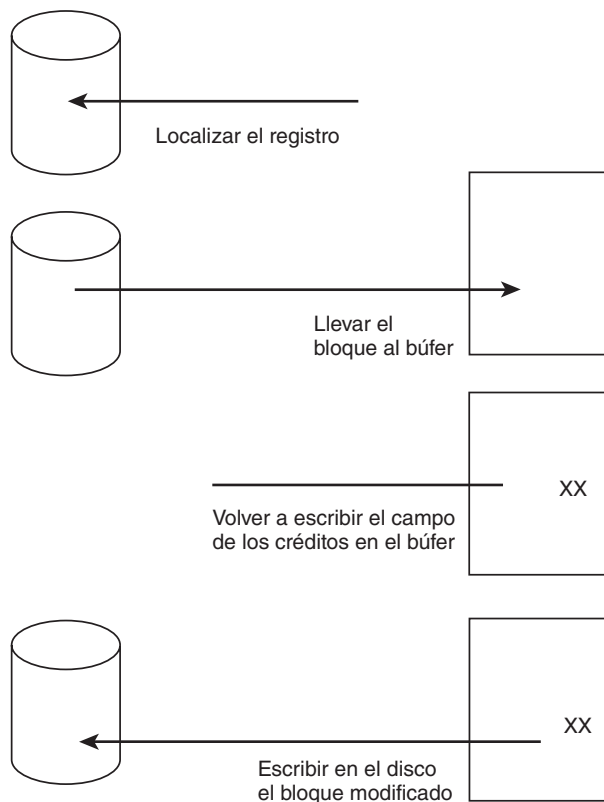 Localizar el registro
Llevar el
bloque al búfer
XX
Volver a escribir el campo
de los créditos en el búfer
XX
Escribir en el disco
el bloque modificado